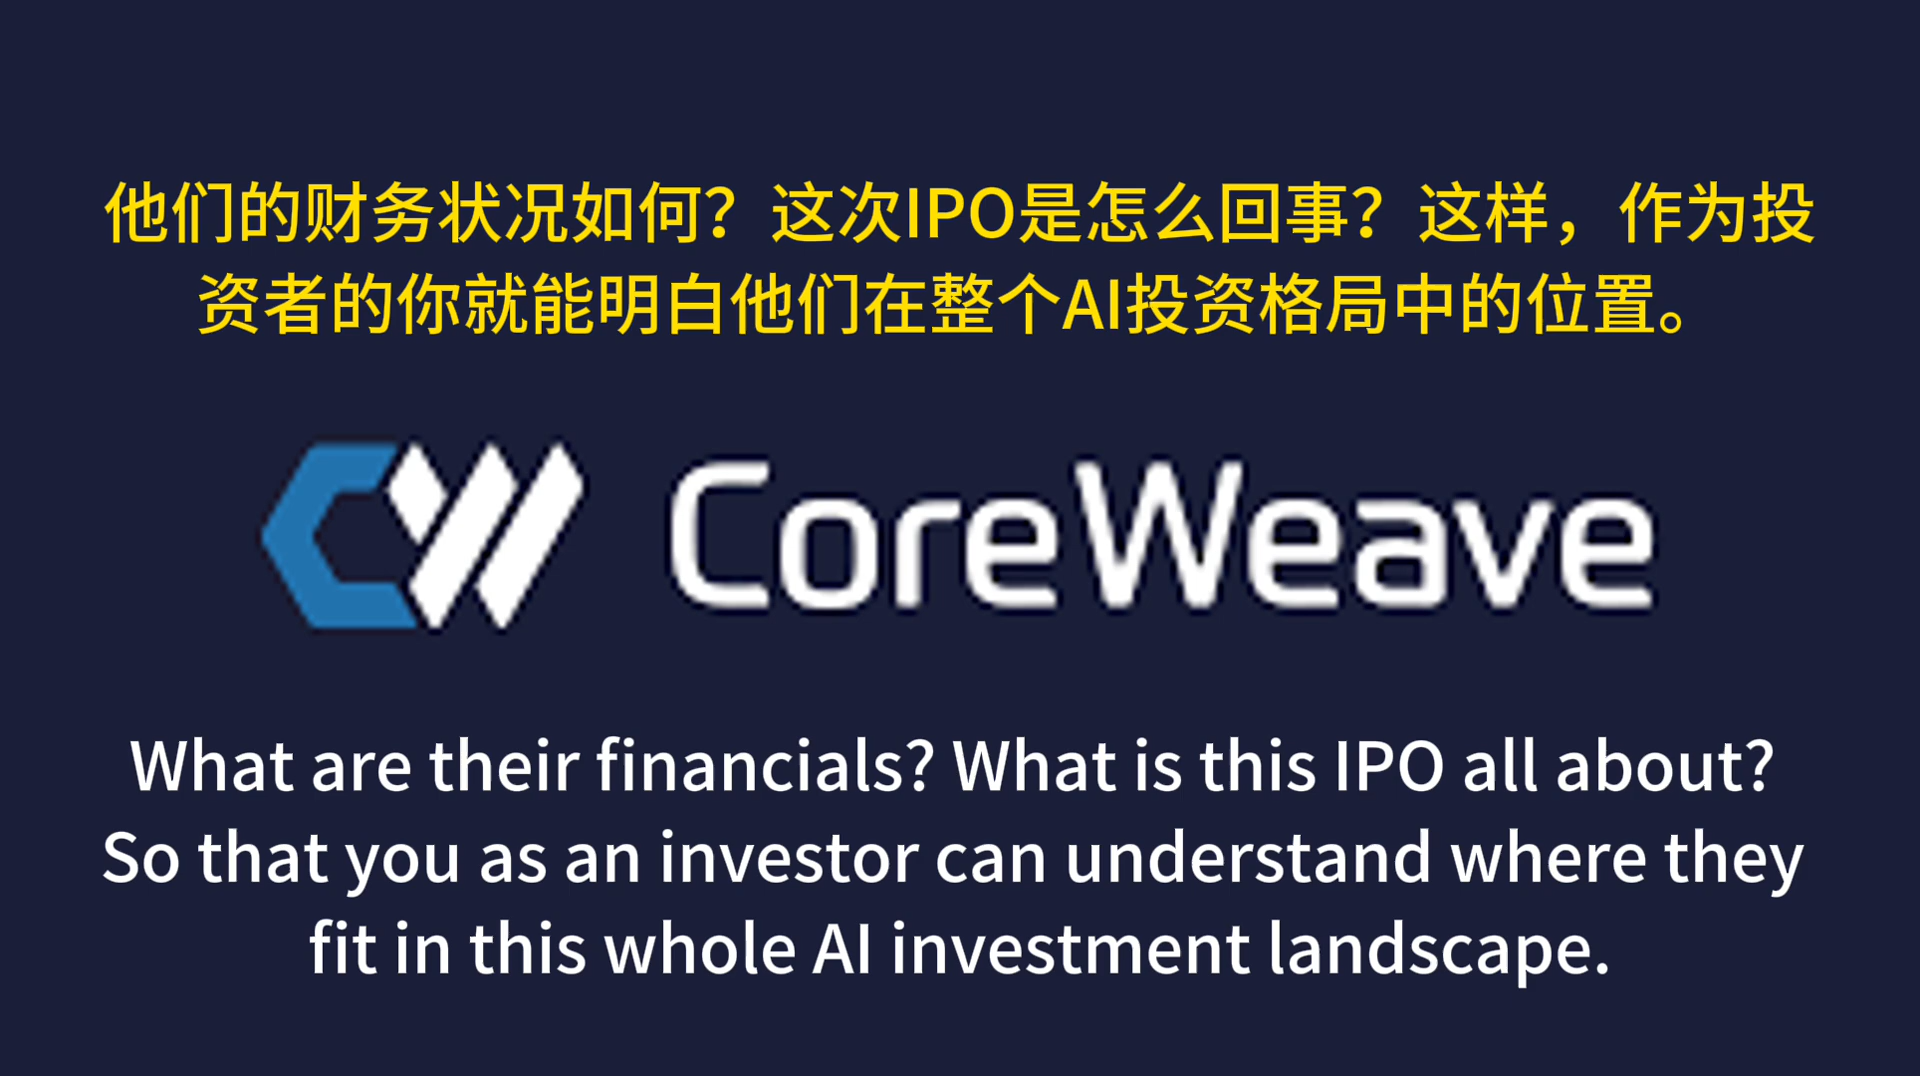 他们的财务状况如何？这次IPO是怎么回事？这样，作为投
资者的你就能明白他们在整个AI投资格局中的位置。
CoreWeave
What are their financials? What is this IPO all about?
So that you as an investor can understand where they
fit in this whole AI investment landscape.